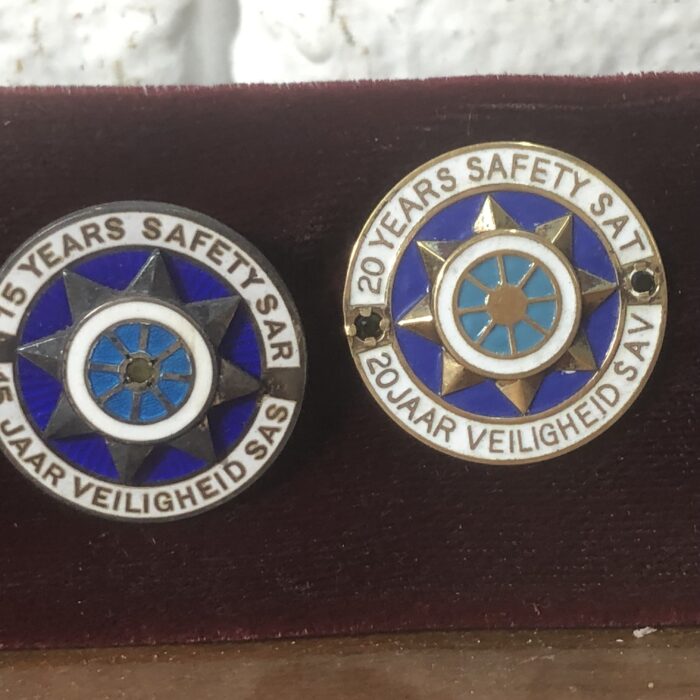 15 YEARS SAFETY SAR
15 JAAR VEILIGHEID SAS
20 YEARS SAFETY SAT
20 JAAR VEILIGHEID SAV